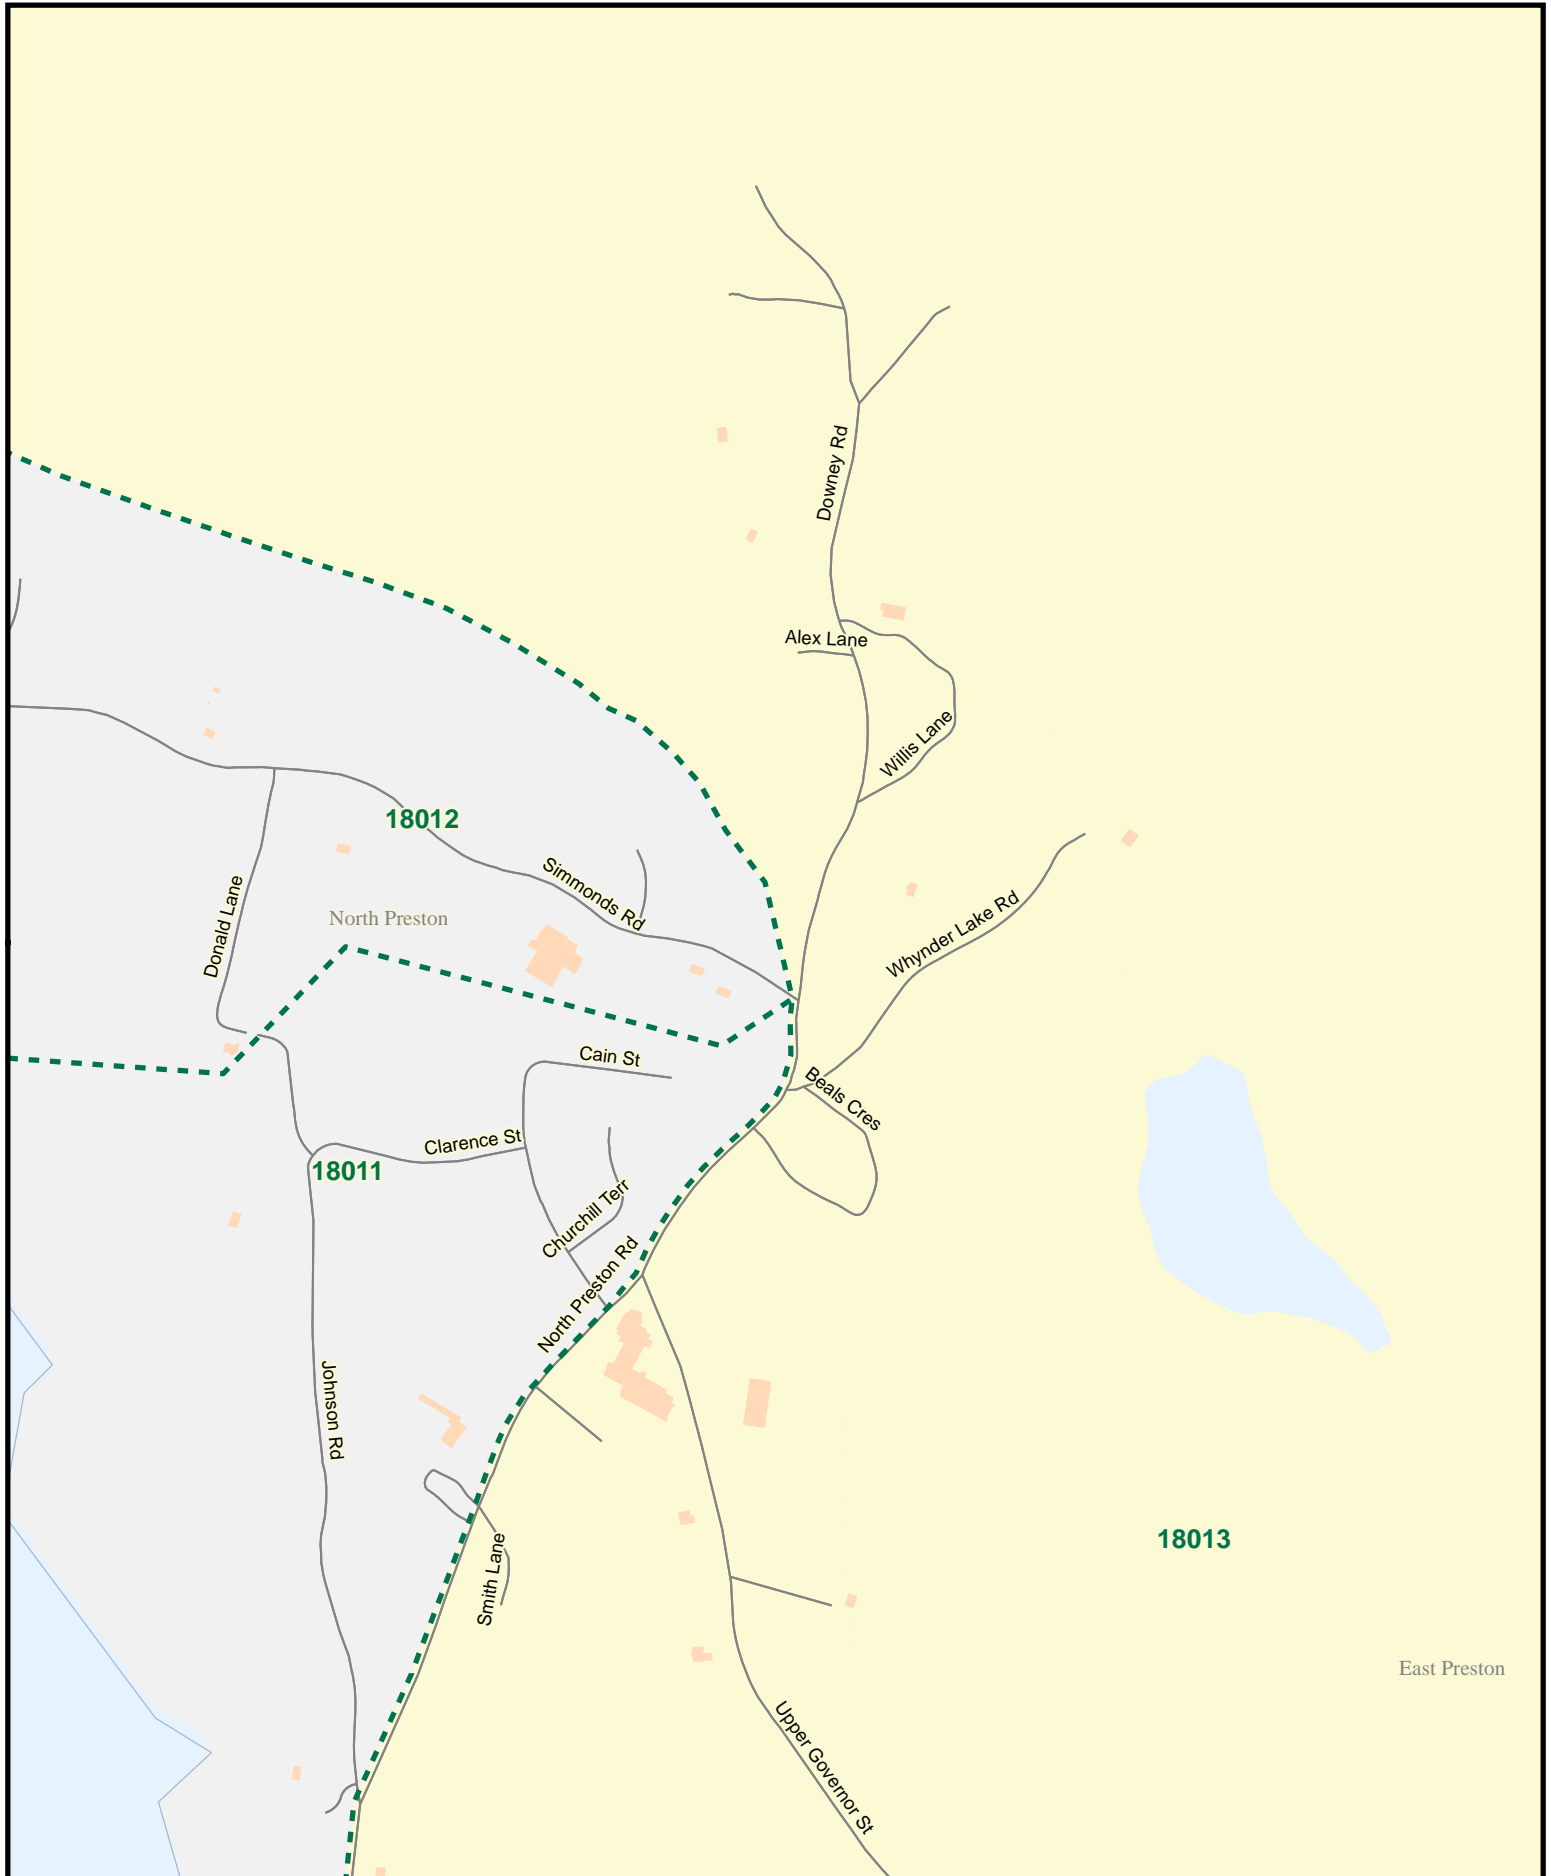 Downey Rd
Alex Lane
Willis Lane
18012
Simmonds Rd
Donald Lane
North Preston
Whynder Lake Rd
Cain St
Beals Cres
Clarence St
18011
Churchill Terr
North Preston Rd
Johnson Rd
18013
Smith Lane
East Preston
Upper Governor St